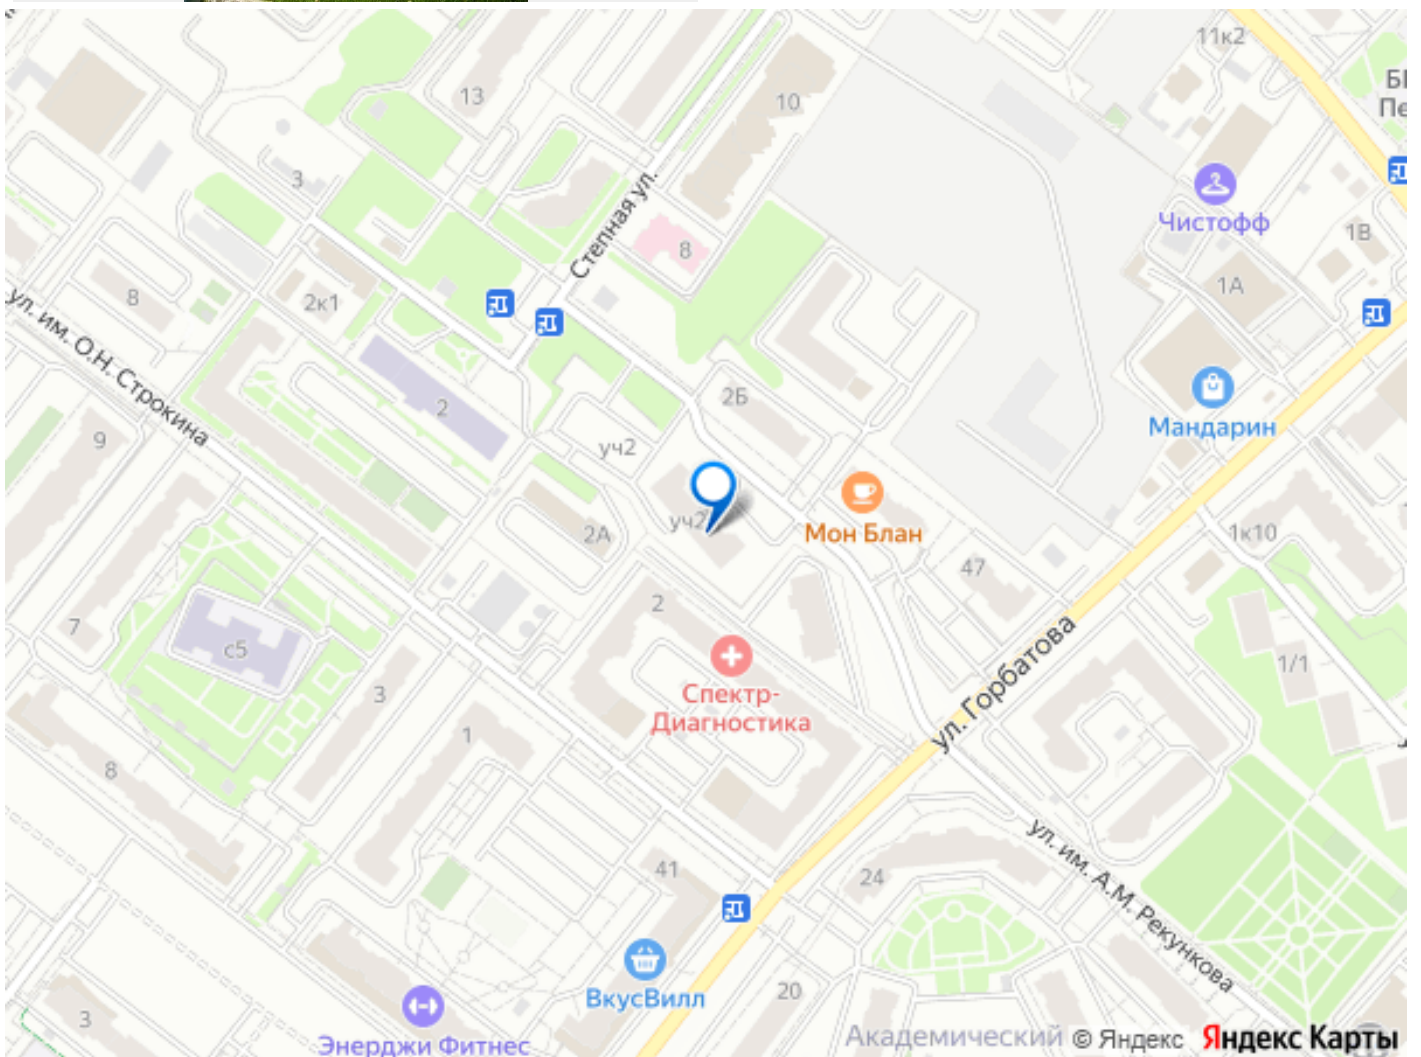 11к2
13
10
3
Степная ул.
8
Чистофф
1В
1А
8
2к1
ул. им. О.Н. Строкина
2
2Б
Мандарин
9
уч2
уч2
2А
Мон Блан
1к10
47
2
7
с5
1/1
Спектр-
Диагностика
ул. Горбатова
3
1
8
41
24
ул. им. А.М. Рекункова
ВкусВилл
20
3
Энерджи Фитнес
Академический
© Яндекс Яндекс Карты